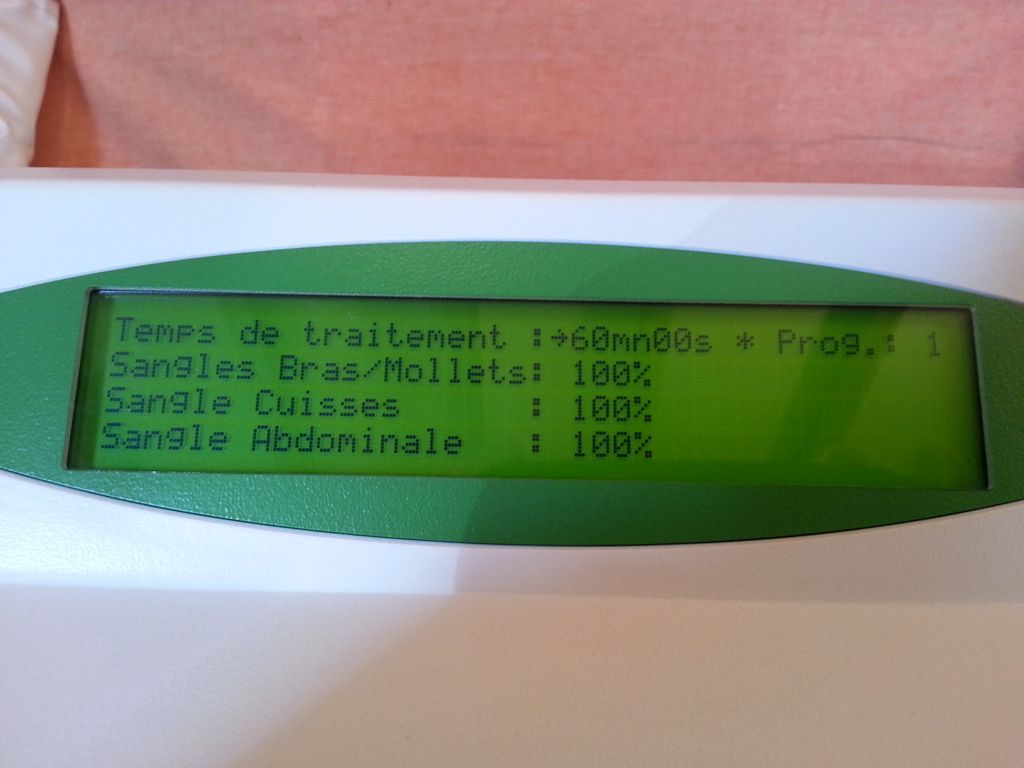 Temps de traitement :→60mn00s * Prog.: 1
Sangles Bras/Mollets: 100%
Sangle Cuisses : 100%
Sangle Abdominale : 100%